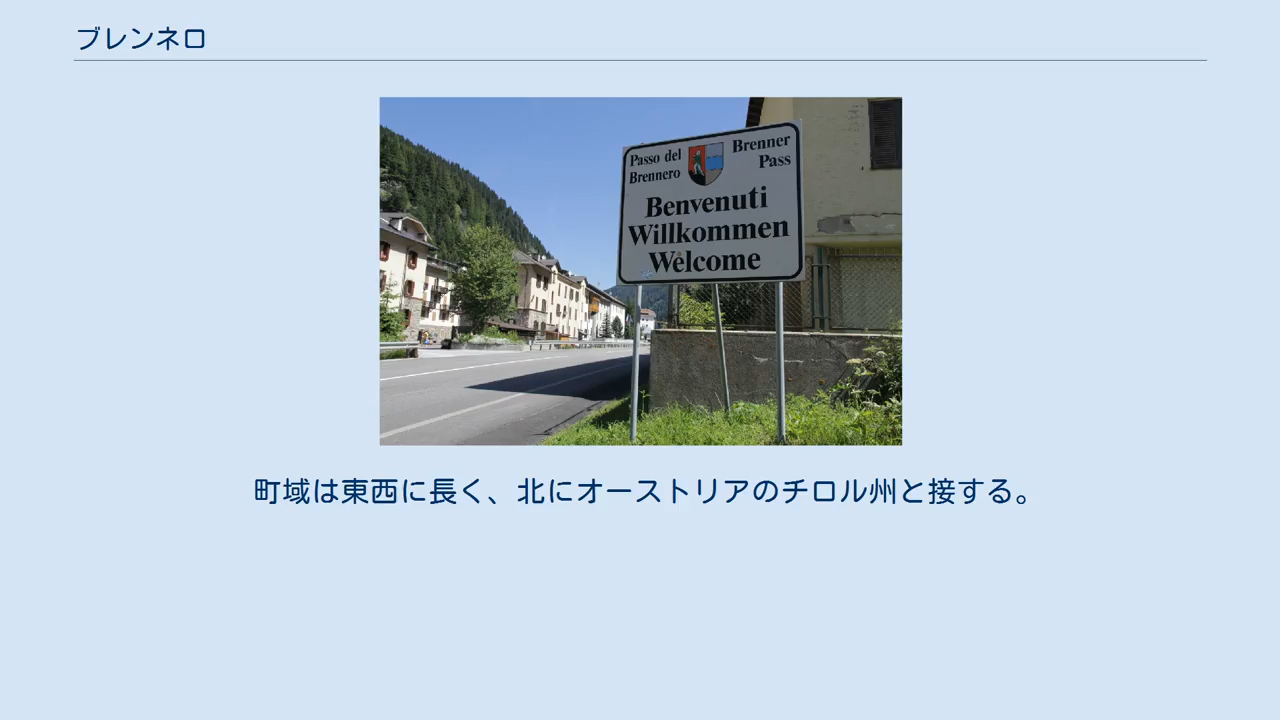 ブレンネロ
Passo del Brennero
Brenner Pass
Benvenuti
Willkommen
Welcome
町域は東西に長く、北にオーストリアのチロル州と接する。